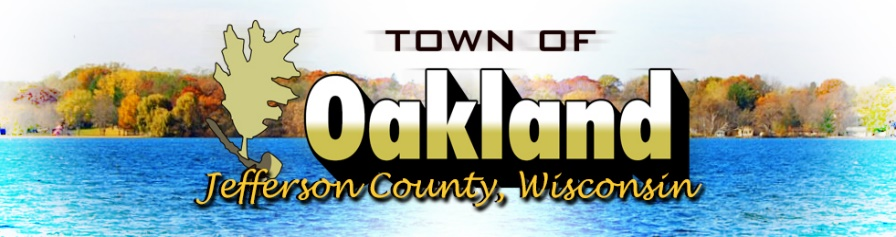 TOWN OF
Oakland
Jefferson County, Wisconsin